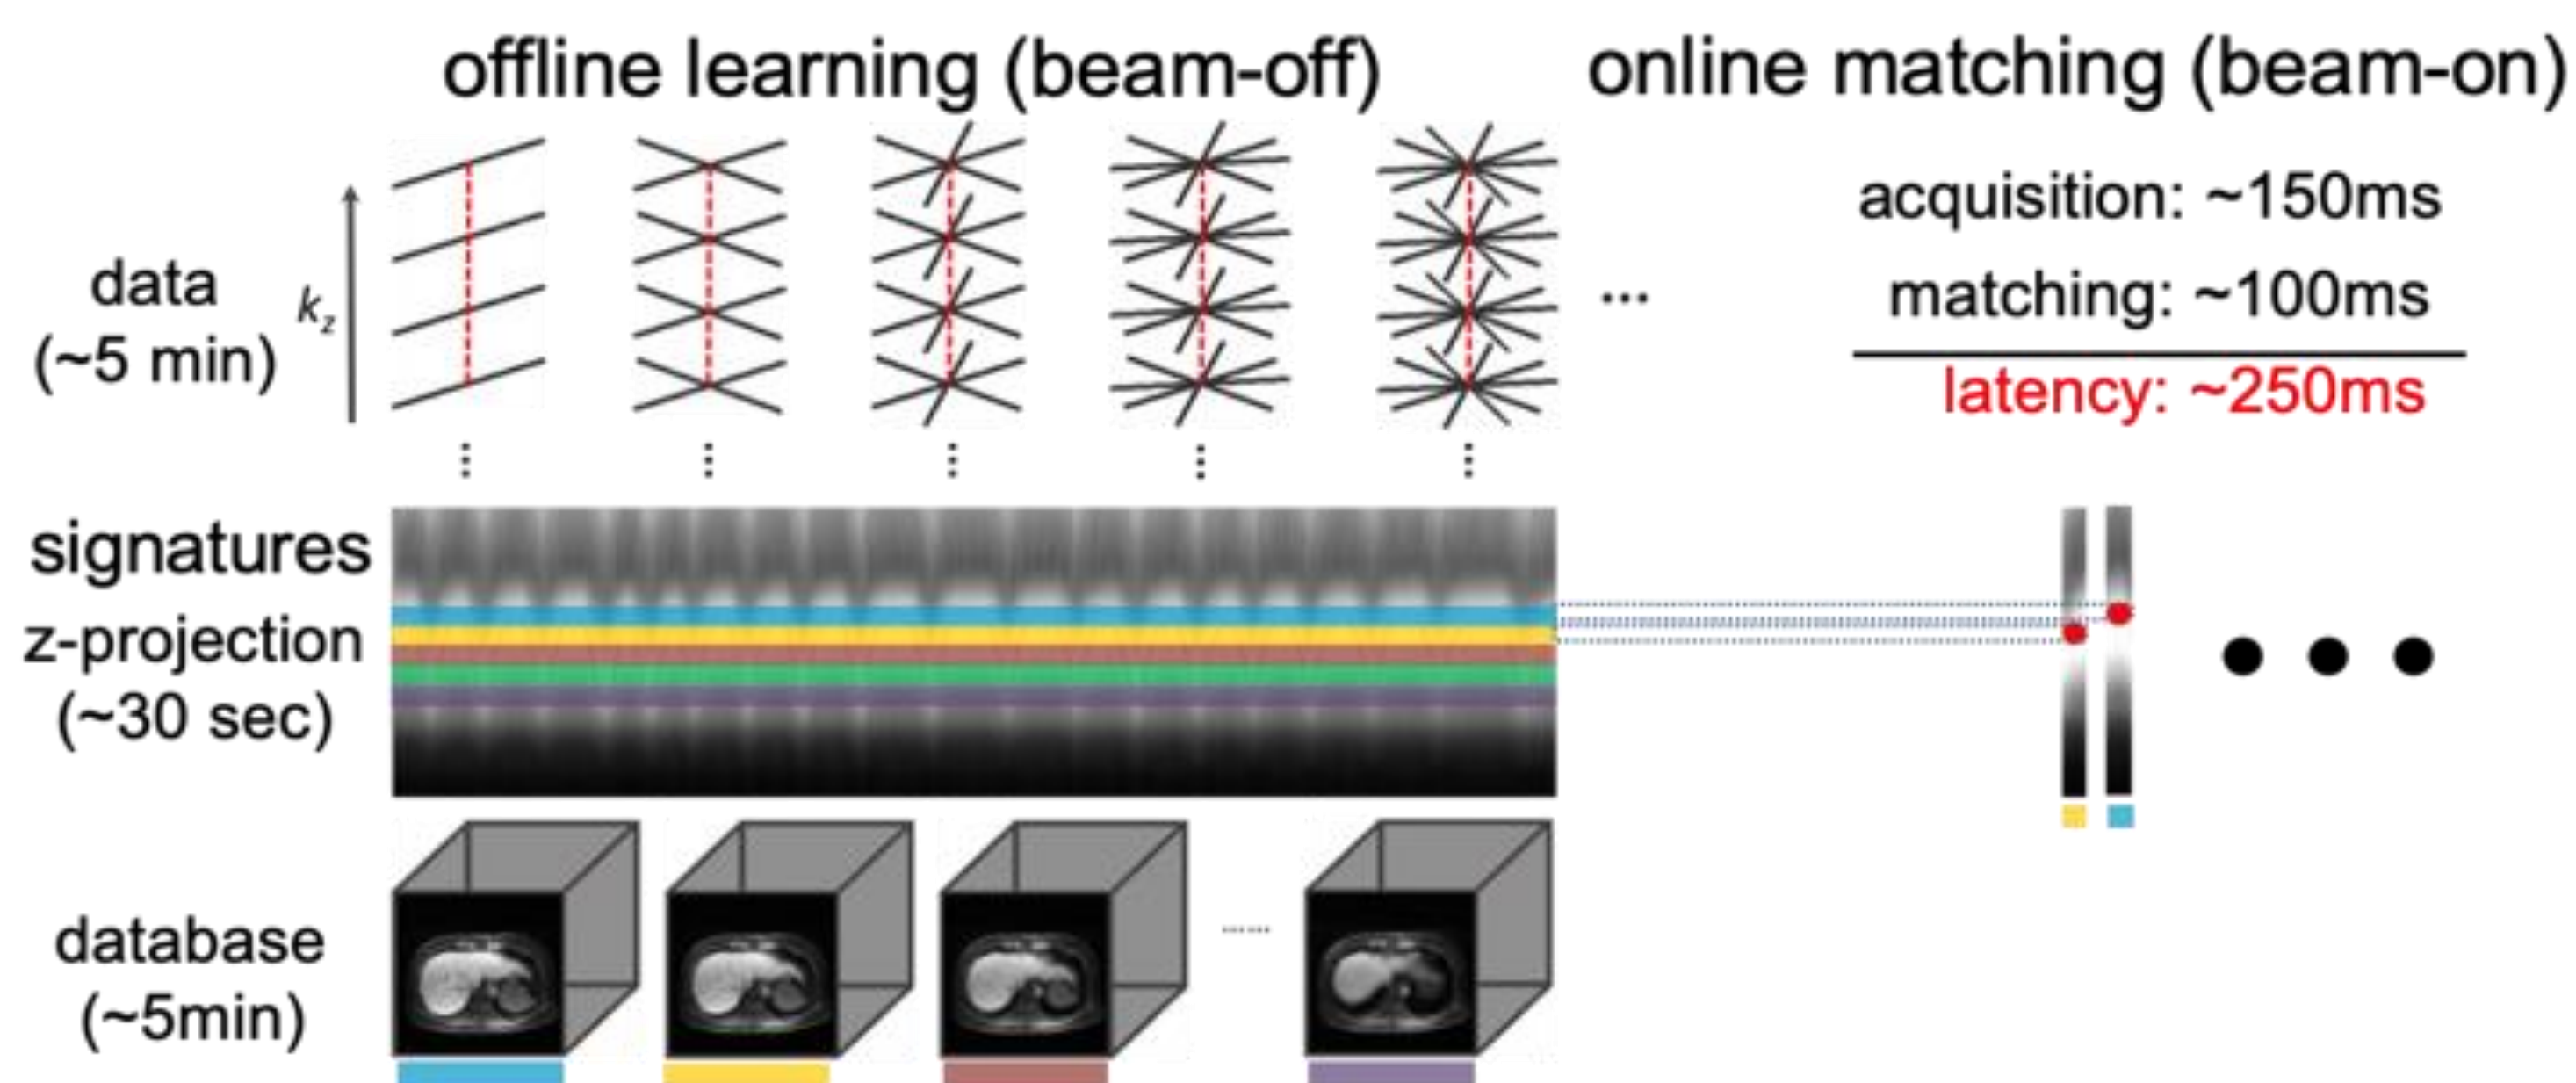 offline learning (beam-off)
online matching (beam-on)
data
(~5 min)
k_z
...
acquisition: ~150ms
matching: ~100ms
latency: ~250ms
signatures
z-projection
(~30 sec)
database
(~5min)